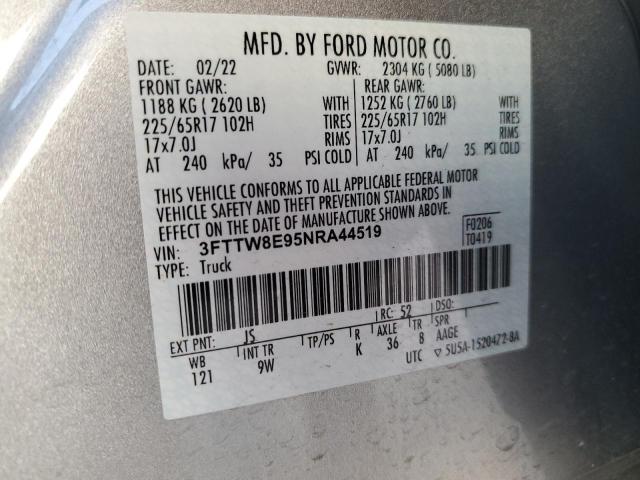 MFD. BY FORD MOTOR CO.
DATE: 02/22 GVWR: 2304 KG ( 5080 LB)
FRONT GAWR: REAR GAWR:
1188 KG ( 2620 LB) WITH 1252 KG ( 2760 LB) WITH
225/65R17 102H TIRES 225/65R17 102H TIRES
17x7.0J RIMS 17x7.0J RIMS
AT 240 kPa/ 35 PSI COLD AT 240 kPa/ 35 PSI COLD
THIS VEHICLE CONFORMS TO ALL APPLICABLE FEDERAL MOTOR
VEHICLE SAFETY AND THEFT PREVENTION STANDARDS IN
EFFECT ON THE DATE OF MANUFACTURE SHOWN ABOVE.
VIN: 3FTTW8E95NRA44519 F0206
TYPE: Truck T0419
EXT PNT: JS RC: 52 DSO:
WB INT TR TP/PS R AXLE TR SPR
121 9W K 36 B AAGE
UTC ▽ 5U5A-1520472-BA